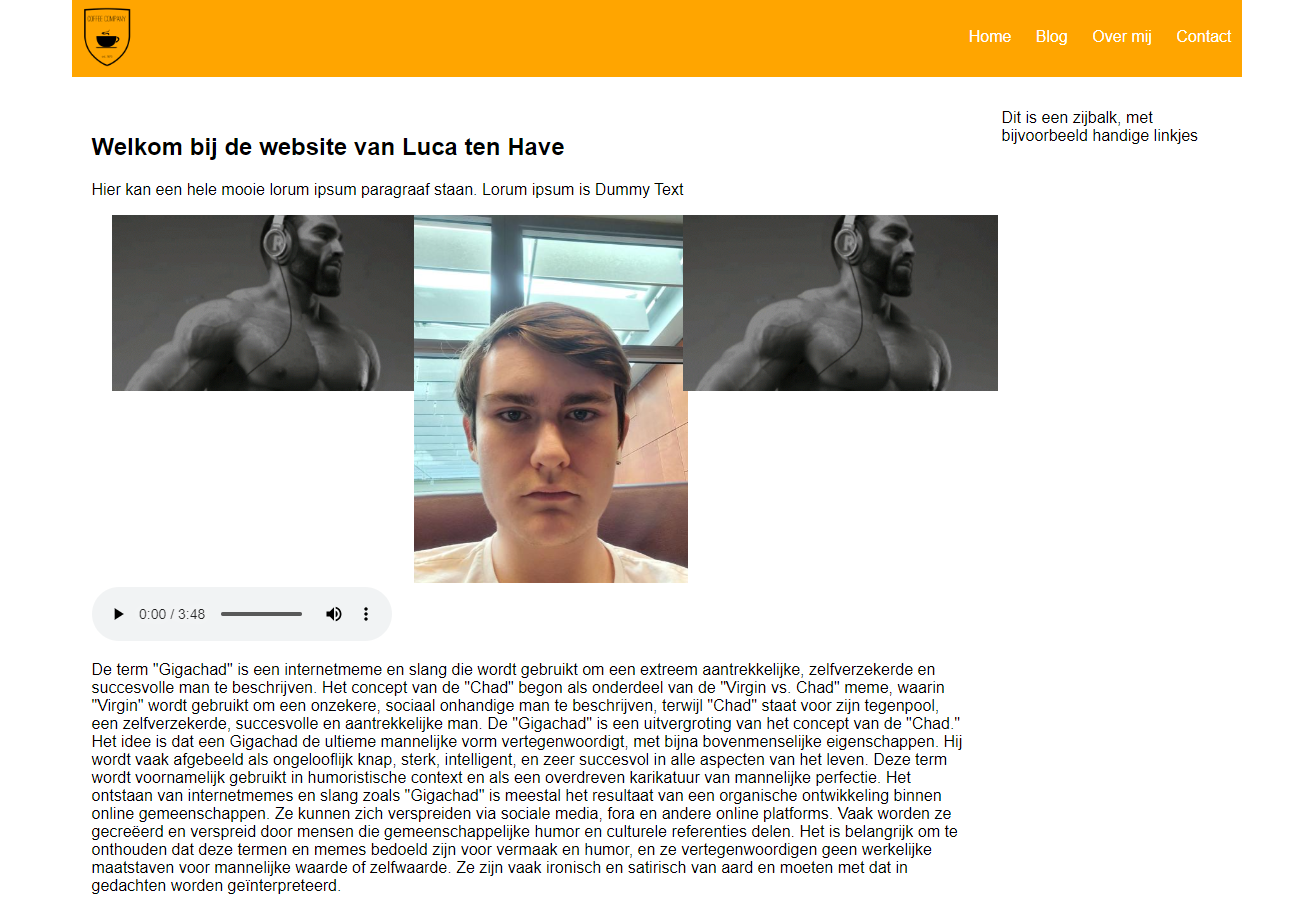 COFFEE COMPANY
Home Blog Over mij Contact
Dit is een zijbalk, met
bijvoorbeeld handige linkjes
Welkom bij de website van Luca ten Have
Hier kan een hele mooie lorum ipsum paragraaf staan. Lorum ipsum is Dummy Text
0:00 / 3:48
De term "Gigachad" is een internetmeme en slang die wordt gebruikt om een extreem aantrekkelijke, zelfverzekerde en
succesvolle man te beschrijven. Het concept van de "Chad" begon als onderdeel van de "Virgin vs. Chad" meme, waarin
"Virgin" wordt gebruikt om een onzekere, sociaal onhandige man te beschrijven, terwijl "Chad" staat voor zijn tegenpool,
een zelfverzekerde, succesvolle en aantrekkelijke man. De "Gigachad" is een uitvergroting van het concept van de "Chad."
Het idee is dat een Gigachad de ultieme mannelijke vorm vertegenwoordigt, met bijna bovenmenselijke eigenschappen. Hij
wordt vaak afgebeeld als ongelooflijk knap, sterk, intelligent, en zeer succesvol in alle aspecten van het leven. Deze term
wordt voornamelijk gebruikt in humoristische context en als een overdreven karikatuur van mannelijke perfectie. Het
ontstaan van internetmemes en slang zoals "Gigachad" is meestal het resultaat van een organische ontwikkeling binnen
online gemeenschappen. Ze kunnen zich verspreiden via sociale media, fora en andere online platforms. Vaak worden ze
gecreëerd en verspreid door mensen die gemeenschappelijke humor en culturele referenties delen. Het is belangrijk om te
onthouden dat deze termen en memes bedoeld zijn voor vermaak en humor, en ze vertegenwoordigen geen werkelijke
maatstaven voor mannelijke waarde of zelfwaarde. Ze zijn vaak ironisch en satirisch van aard en moeten met dat in
gedachten worden geïnterpreteerd.